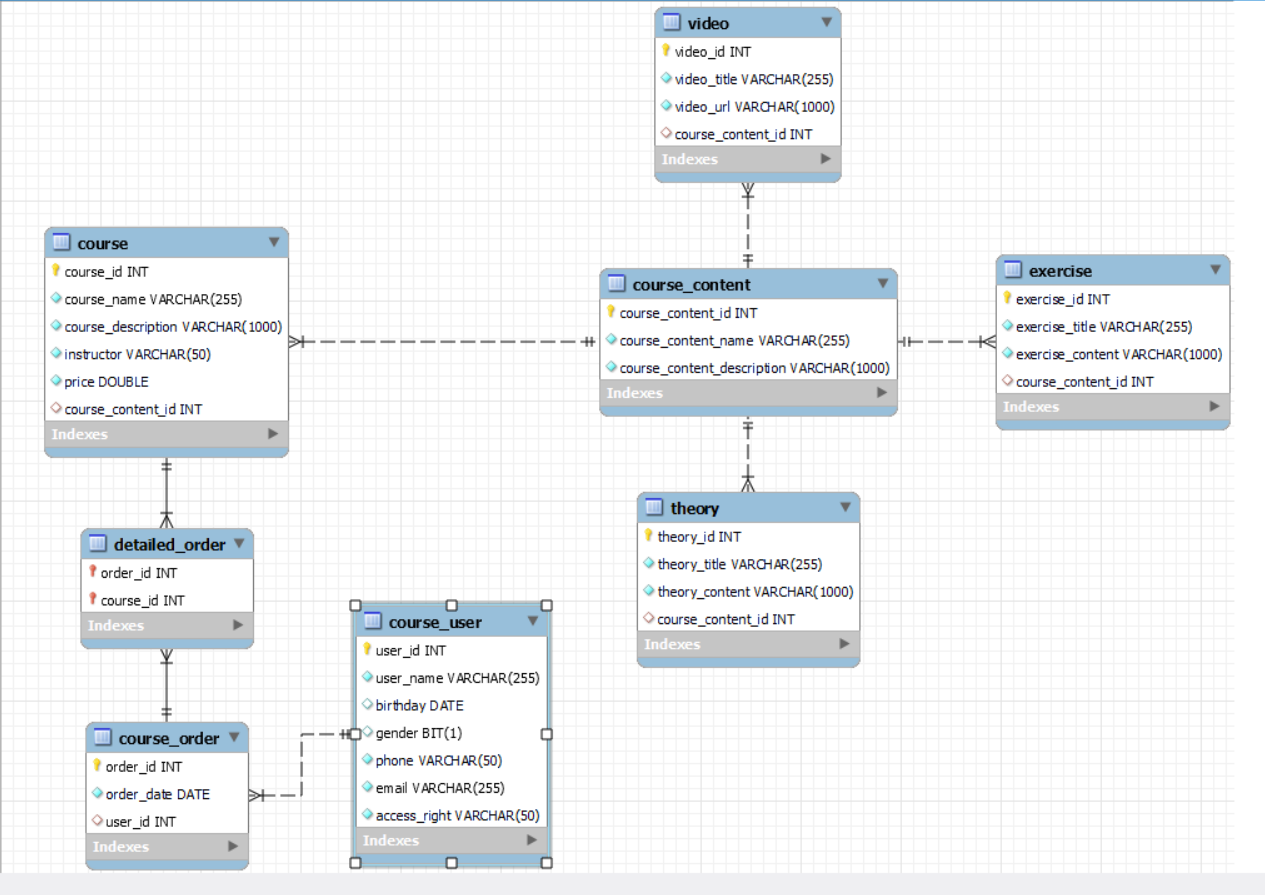 video
video_id INT
video_title VARCHAR(255)
video_url VARCHAR(1000)
course_content_id INT
Indexes
course
course_id INT
course_name VARCHAR(255)
course_description VARCHAR(1000)
instructor VARCHAR(50)
price DOUBLE
course_content_id INT
Indexes
course_content
course_content_id INT
course_content_name VARCHAR(255)
course_content_description VARCHAR(1000)
Indexes
exercise
exercise_id INT
exercise_title VARCHAR(255)
exercise_content VARCHAR(1000)
course_content_id INT
Indexes
detailed_order
order_id INT
course_id INT
Indexes
theory
theory_id INT
theory_title VARCHAR(255)
theory_content VARCHAR(1000)
course_content_id INT
Indexes
course_user
user_id INT
user_name VARCHAR(255)
birthday DATE
gender BIT(1)
phone VARCHAR(50)
email VARCHAR(255)
access_right VARCHAR(50)
Indexes
course_order
order_id INT
order_date DATE
user_id INT
Indexes